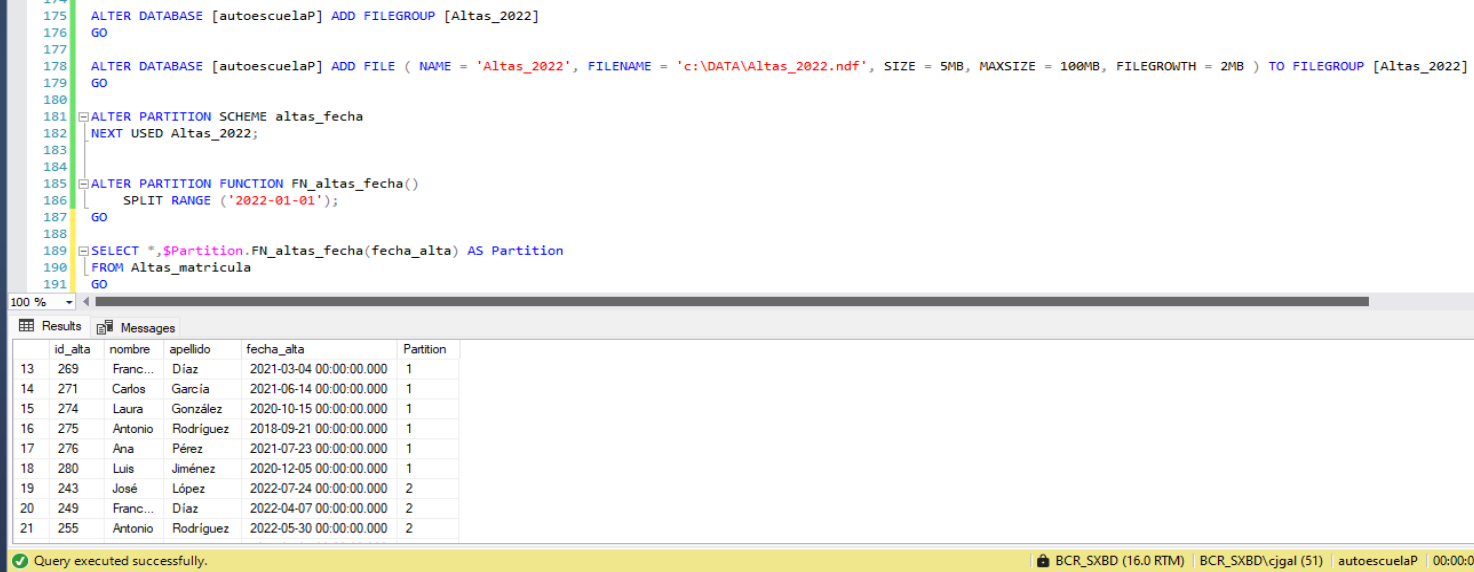 175 ALTER DATABASE [autoescuelaP] ADD FILEGROUP [Altas_2022]
176 GO
177
178 ALTER DATABASE [autoescuelaP] ADD FILE ( NAME = 'Altas_2022', FILENAME = 'c:\DATA\Altas_2022.ndf', SIZE = 5MB, MAXSIZE = 100MB, FILEGROWTH = 2MB ) TO FILEGROUP [Altas_2022]
179 GO
180
181 ALTER PARTITION SCHEME altas_fecha
182 NEXT USED Altas_2022;
183
184
185 ALTER PARTITION FUNCTION FN_altas_fecha()
186 SPLIT RANGE ('2022-01-01');
187 GO
188
189 SELECT *,$Partition.FN_altas_fecha(fecha_alta) AS Partition
190 FROM Altas_matricula
191 GO
100 %
Results Messages
id_alta nombre apellido fecha_alta Partition
13 269 Franc... Díaz 2021-03-04 00:00:00.000 1
14 271 Carlos García 2021-06-14 00:00:00.000 1
15 274 Laura González 2020-10-15 00:00:00.000 1
16 275 Antonio Rodríguez 2018-09-21 00:00:00.000 1
17 276 Ana Pérez 2021-07-23 00:00:00.000 1
18 280 Luis Jiménez 2020-12-05 00:00:00.000 1
19 243 José López 2022-07-24 00:00:00.000 2
20 249 Franc... Díaz 2022-04-07 00:00:00.000 2
21 255 Antonio Rodríguez 2022-05-30 00:00:00.000 2
Query executed successfully. BCR_SXBD (16.0 RTM) BCR_SXBD\cjgal (51) autoescuelaP 00:00:0